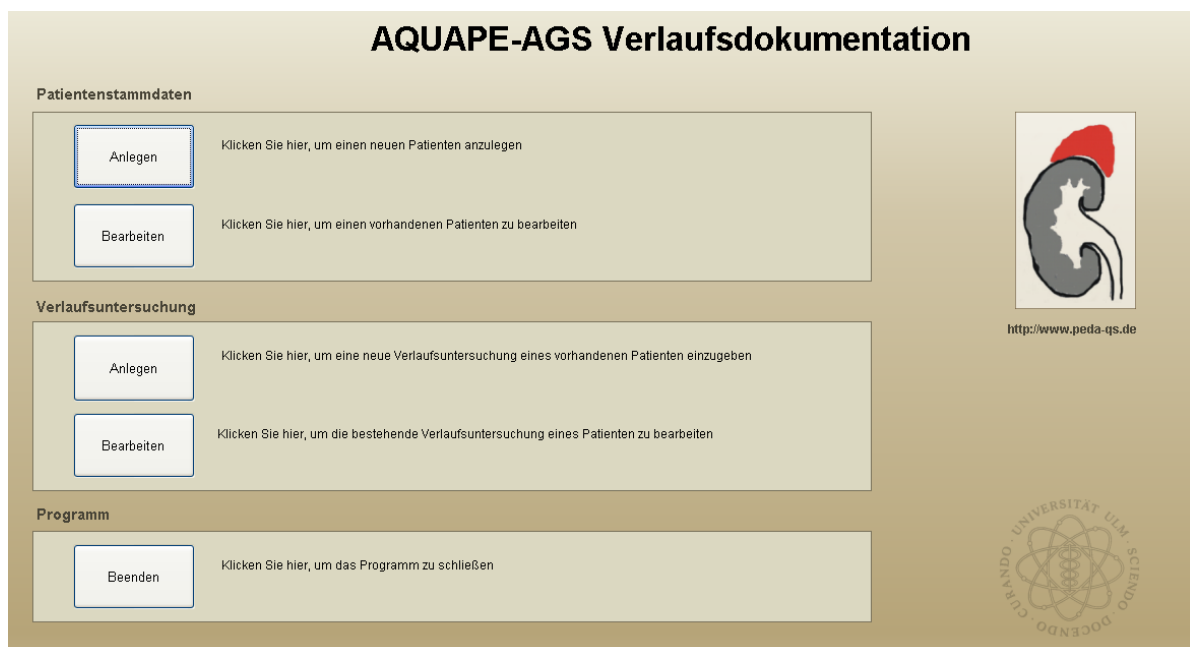 AQUAPE-AGS Verlaufsdokumentation
Patientenstammdaten
Anlegen
Klicken Sie hier, um einen neuen Patienten anzulegen
Bearbeiten
Klicken Sie hier, um einen vorhandenen Patienten zu bearbeiten
http://www.peda-qs.de
Verlaufsuntersuchung
Anlegen
Klicken Sie hier, um eine neue Verlaufsuntersuchung eines vorhandenen Patienten einzugeben
Bearbeiten
Klicken Sie hier, um die bestehende Verlaufsuntersuchung eines Patienten zu bearbeiten
Programm
Beenden
Klicken Sie hier, um das Programm zu schließen
UNIVERSITÄT ULM · SCIENDO · DOCENDO · CURANDO ·